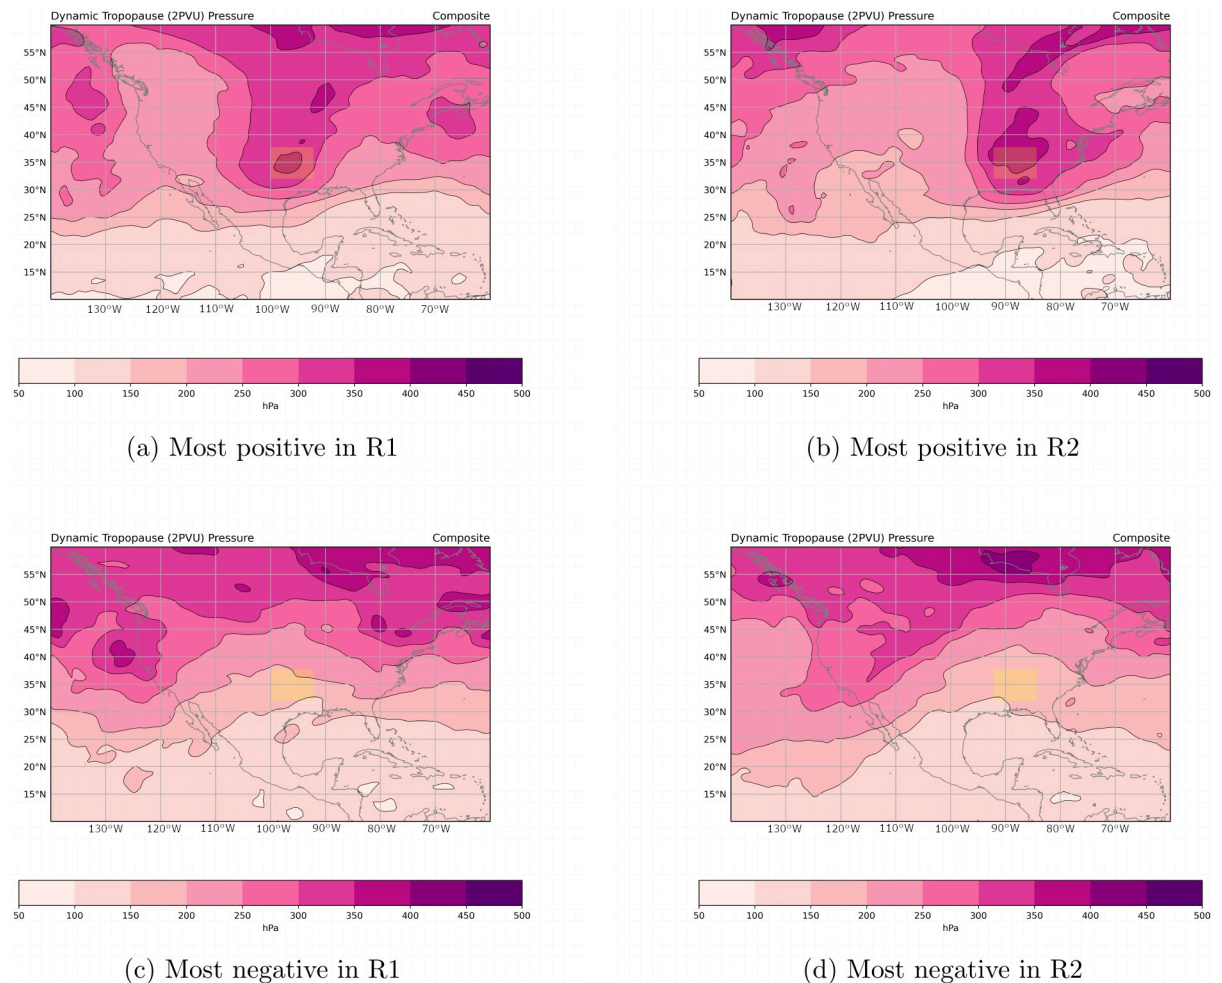 Dynamic Tropopause (2PVU) Pressure Composite
55°N
50°N
45°N
40°N
35°N
30°N
25°N
20°N
15°N
130°W 120°W 110°W 100°W 90°W 80°W 70°W
50 100 150 200 250 300 350 400 450 500
hPa
(a) Most positive in R1
Dynamic Tropopause (2PVU) Pressure Composite
55°N
50°N
45°N
40°N
35°N
30°N
25°N
20°N
15°N
130°W 120°W 110°W 100°W 90°W 80°W 70°W
50 100 150 200 250 300 350 400 450 500
hPa
(b) Most positive in R2
Dynamic Tropopause (2PVU) Pressure Composite
55°N
50°N
45°N
40°N
35°N
30°N
25°N
20°N
15°N
130°W 120°W 110°W 100°W 90°W 80°W 70°W
50 100 150 200 250 300 350 400 450 500
hPa
(c) Most negative in R1
Dynamic Tropopause (2PVU) Pressure Composite
55°N
50°N
45°N
40°N
35°N
30°N
25°N
20°N
15°N
130°W 120°W 110°W 100°W 90°W 80°W 70°W
50 100 150 200 250 300 350 400 450 500
hPa
(d) Most negative in R2